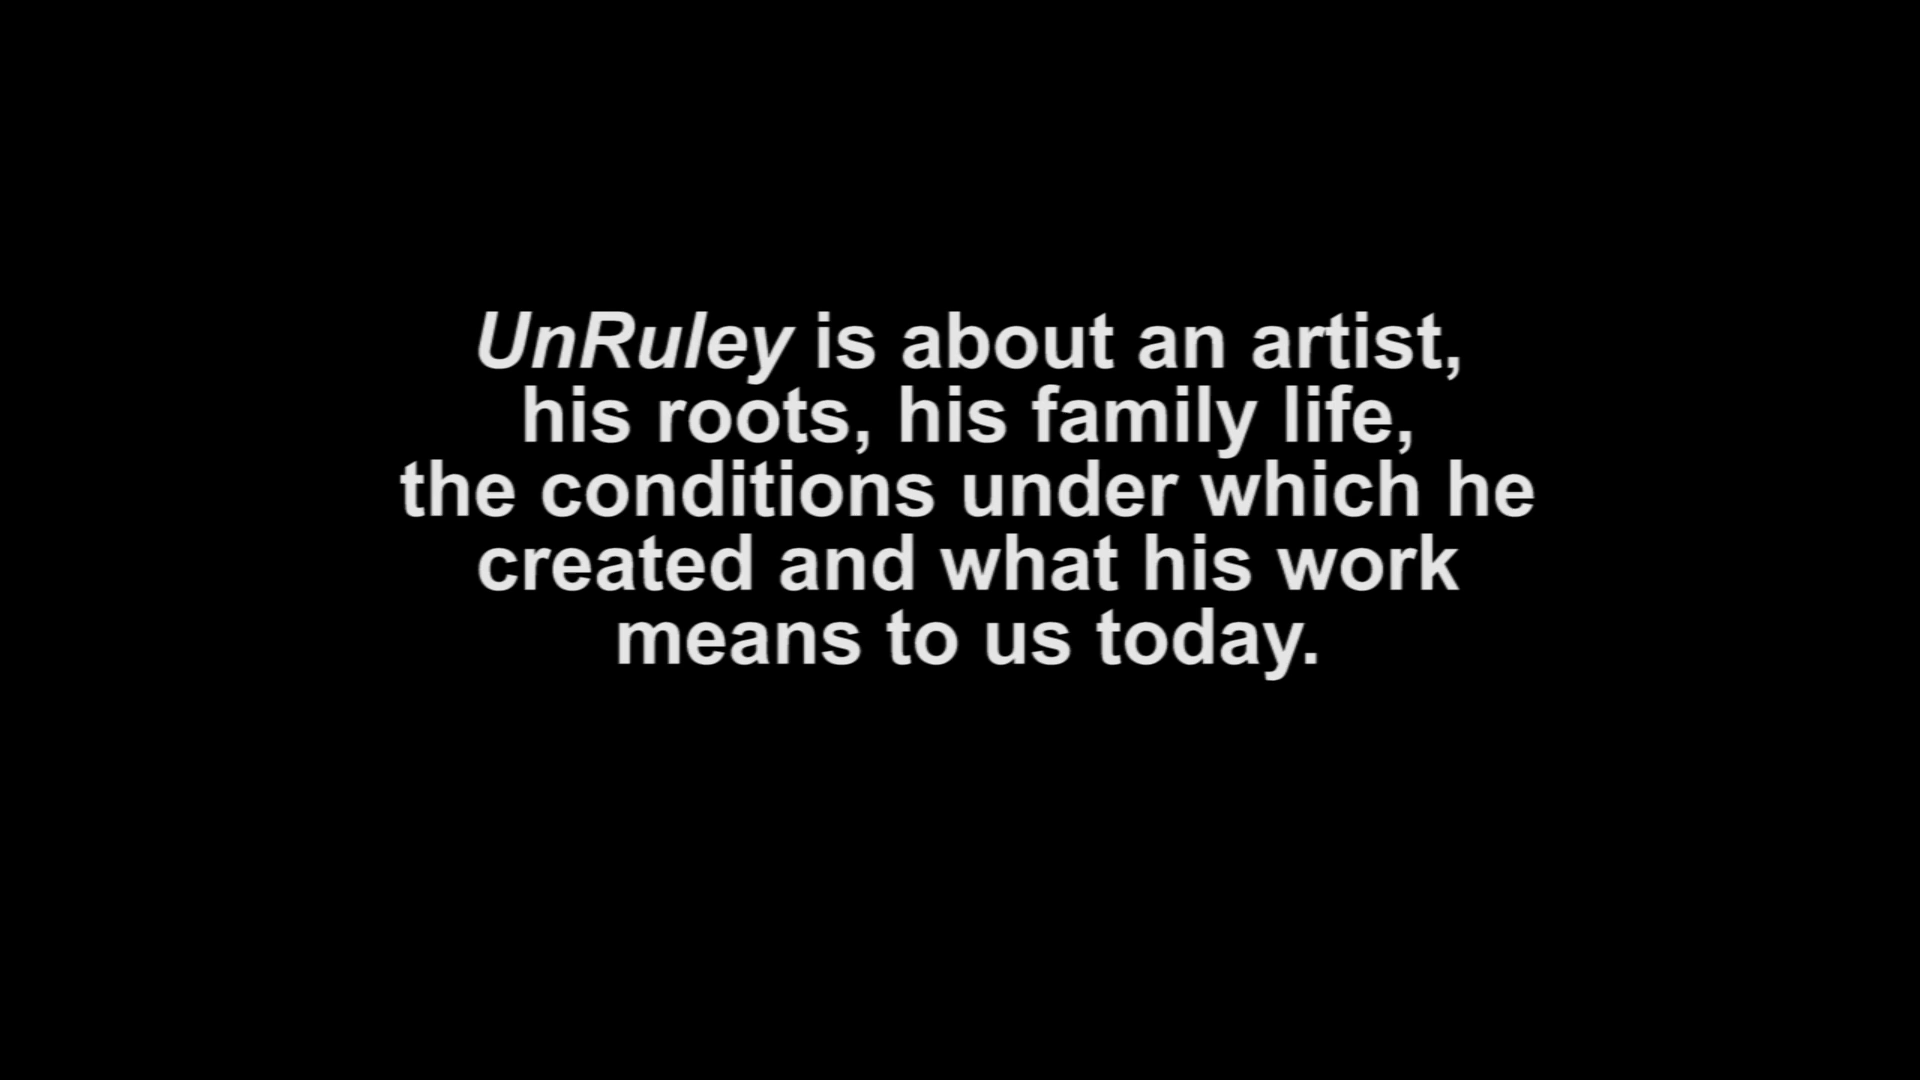 UnRuley is about an artist,
his roots, his family life,
the conditions under which he
created and what his work
means to us today.